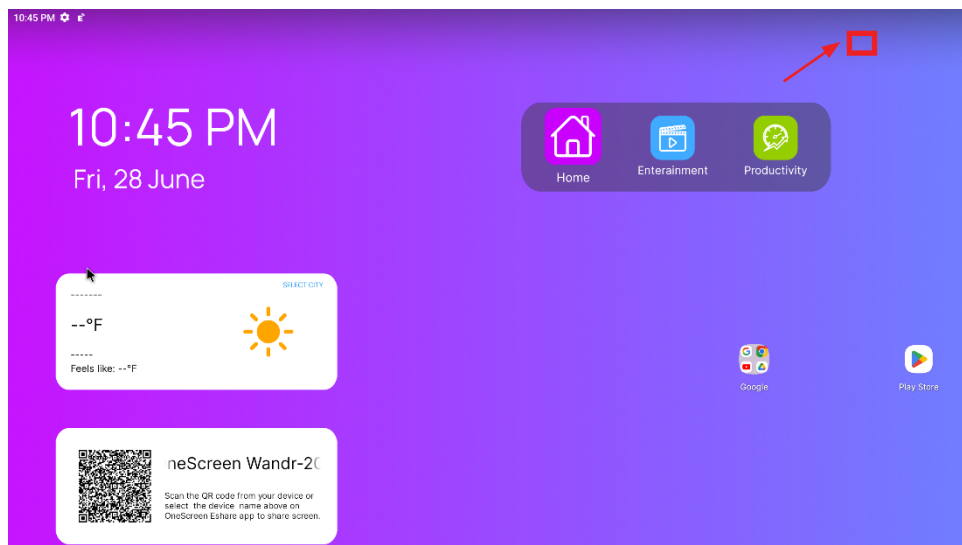 10:45 PM
10:45 PM
Fri, 28 June
Home
Enterainment
Productivity
SELECT CITY
-------
--°F
-----
Feels like: --°F
Google
Play Store
neScreen Wandr-20
Scan the QR code from your device or
select the device name above on
OneScreen Eshare app to share screen.